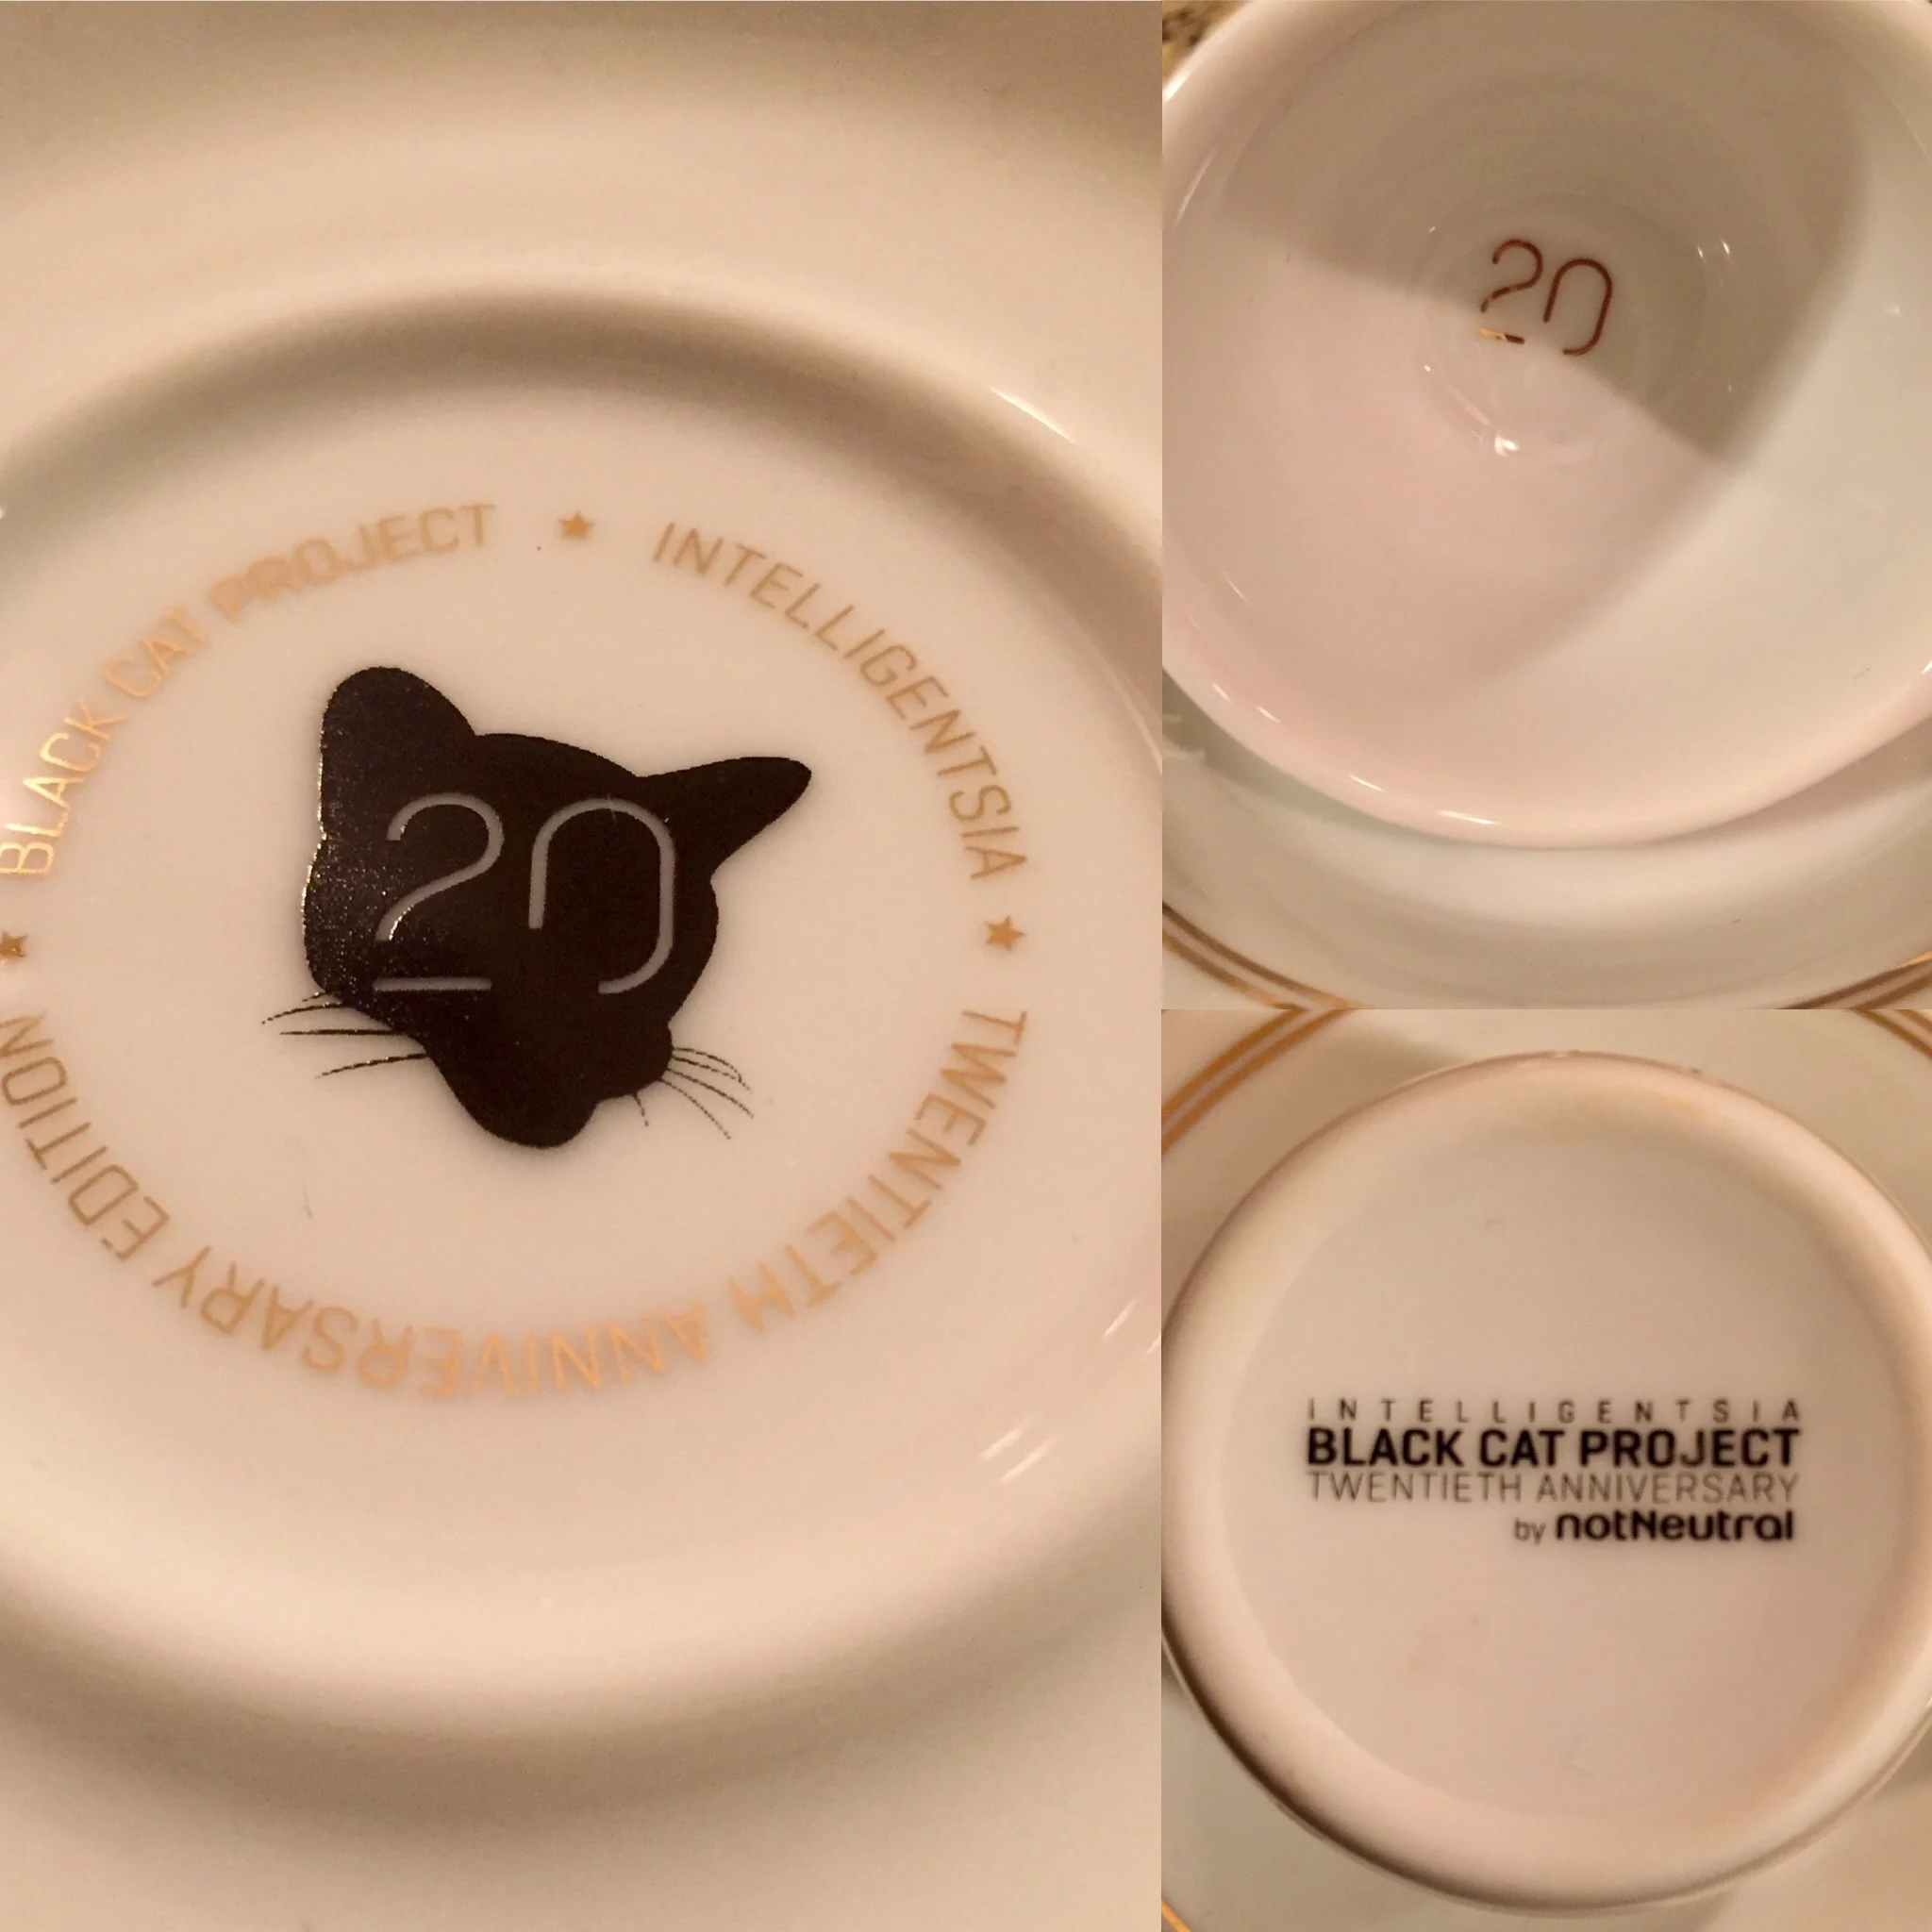 BLACK CAT PROJECT ★ INTELLIGENTSIA ★ TWENTIETH ANNIVERSARY EDITION ★
20
20
INTELLIGENTSIA
BLACK CAT PROJECT
TWENTIETH ANNIVERSARY
by notNeutral